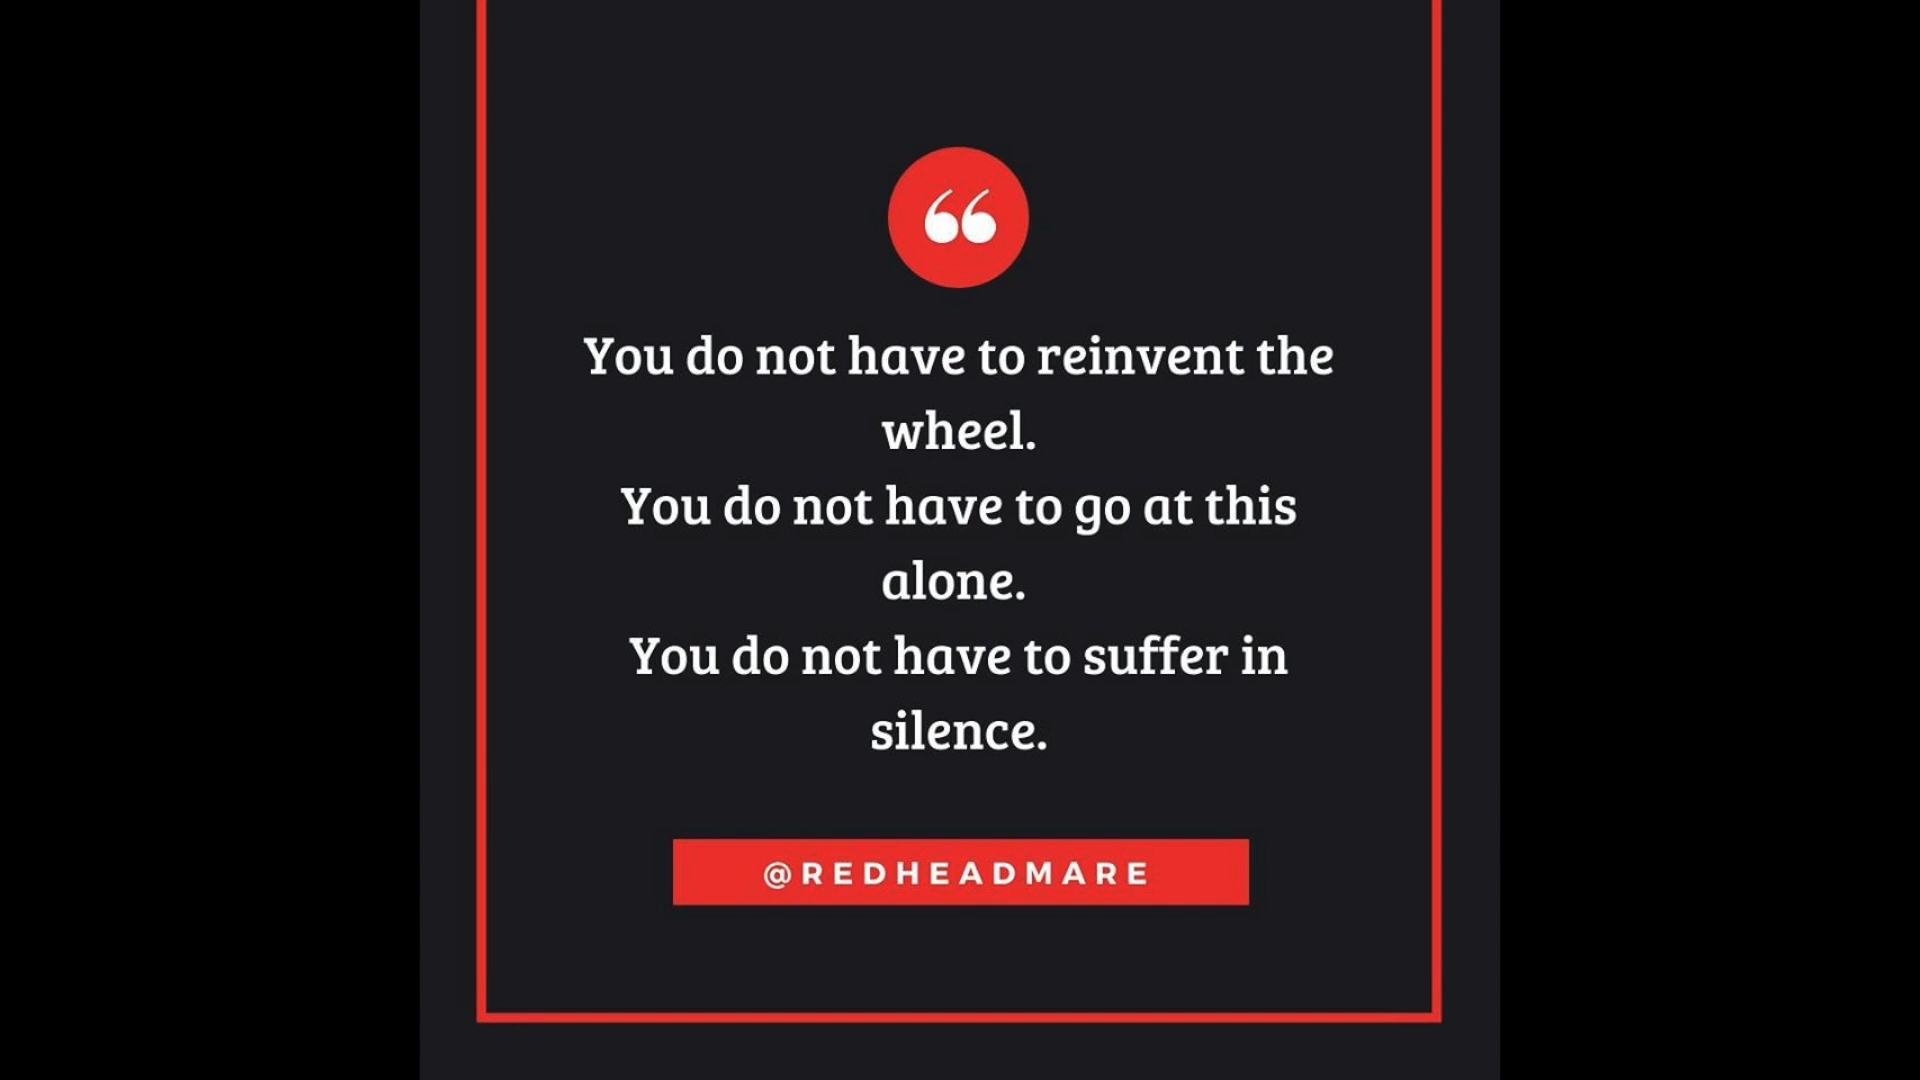 “
You do not have to reinvent the
wheel.
You do not have to go at this
alone.
You do not have to suffer in
silence.
@REDHEADMARE